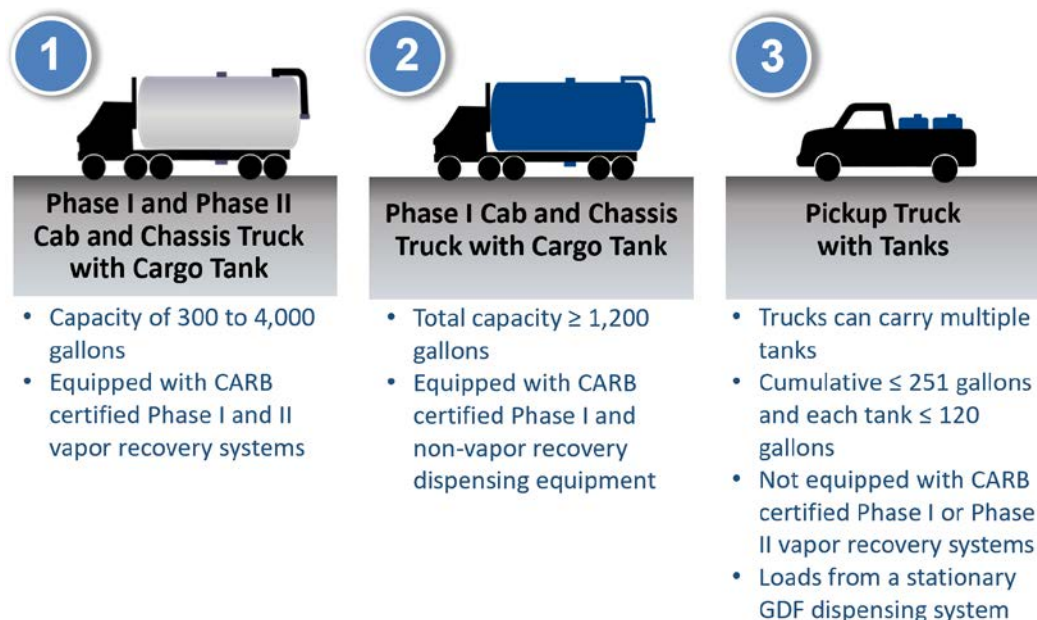 1
Phase I and Phase II
Cab and Chassis Truck
with Cargo Tank
• Capacity of 300 to 4,000
gallons
• Equipped with CARB
certified Phase I and II
vapor recovery systems
2
Phase I Cab and Chassis
Truck with Cargo Tank
• Total capacity ≥ 1,200
gallons
• Equipped with CARB
certified Phase I and
non-vapor recovery
dispensing equipment
3
Pickup Truck
with Tanks
• Trucks can carry multiple
tanks
• Cumulative ≤ 251 gallons
and each tank ≤ 120
gallons
• Not equipped with CARB
certified Phase I or Phase
II vapor recovery systems
• Loads from a stationary
GDF dispensing system